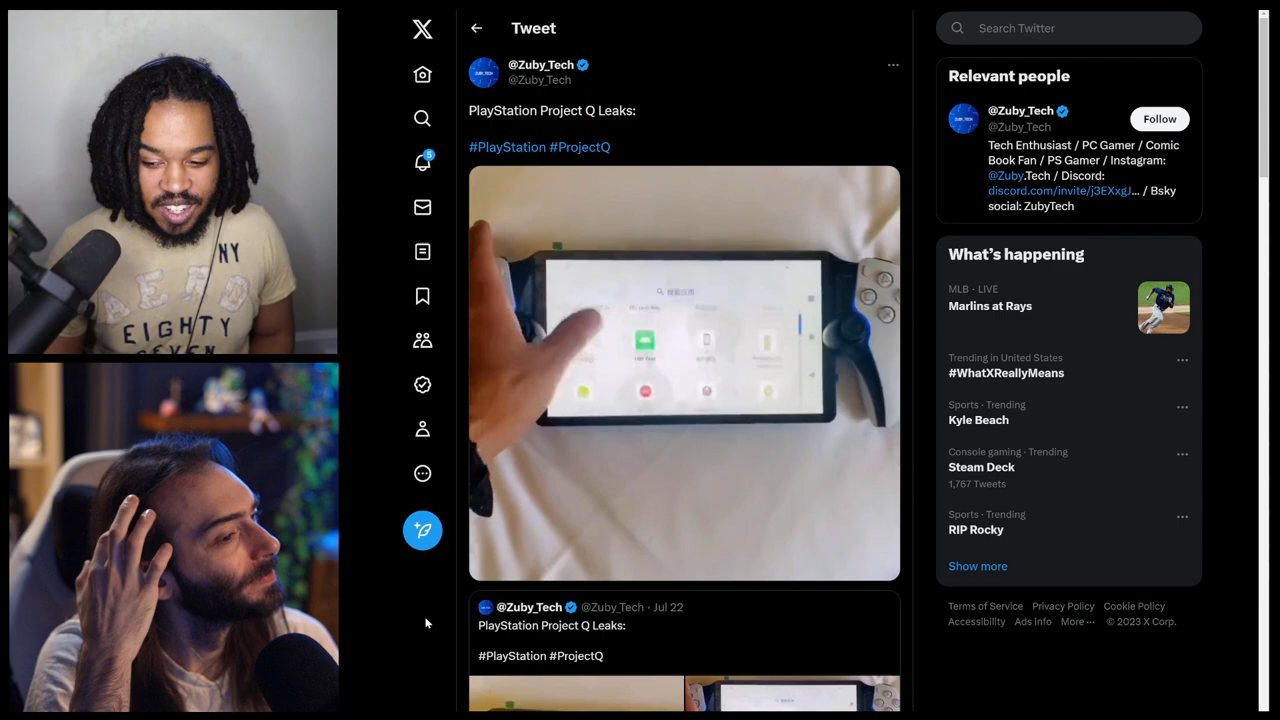 NY
AERO
EIGHTY
SEVEN
Tweet
@Zuby_Tech
@Zuby_Tech
PlayStation Project Q Leaks:
#PlayStation #ProjectQ
@Zuby_Tech @Zuby_Tech · Jul 22
PlayStation Project Q Leaks:
#PlayStation #ProjectQ
5
Search Twitter
Relevant people
@Zuby_Tech
@Zuby_Tech
Follow
Tech Enthusiast / PC Gamer / Comic
Book Fan / PS Gamer / Instagram:
@Zuby.Tech / Discord:
discord.com/invite/j3EXxgJ... / Bsky
social: ZubyTech
What's happening
MLB · LIVE
Marlins at Rays
Trending in United States
#WhatXReallyMeans
Sports · Trending
Kyle Beach
Console gaming · Trending
Steam Deck
1,767 Tweets
Sports · Trending
RIP Rocky
Show more
Terms of Service Privacy Policy Cookie Policy
Accessibility Ads info More ··· © 2023 X Corp.